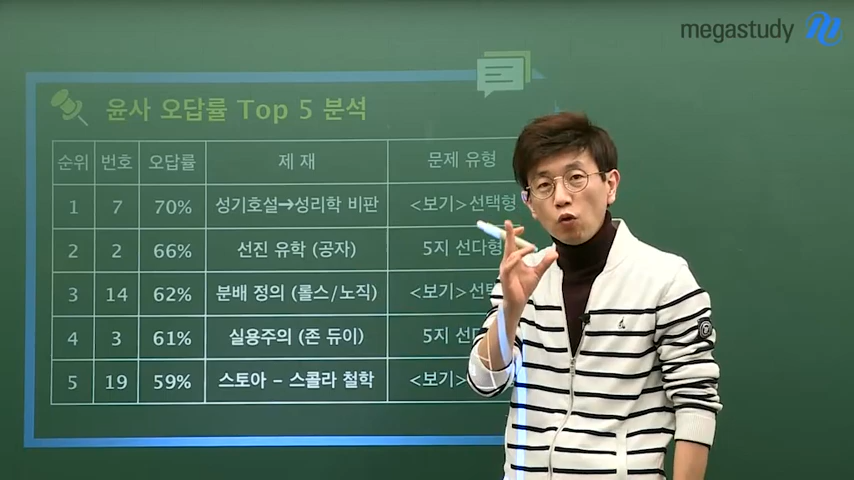 megastudy
윤사 오답률 Top 5 분석
순위 번호 오답률 제 재 문제 유형
1 7 70% 성기호설→성리학 비판 <보기>선택형
2 2 66% 선진 유학 (공자) 5지 선다형
3 14 62% 분배 정의 (롤스/노직) <보기>
4 3 61% 실용주의 (존 듀이) 5지
5 19 59% 스토아 - 스콜라 철학 <보기>